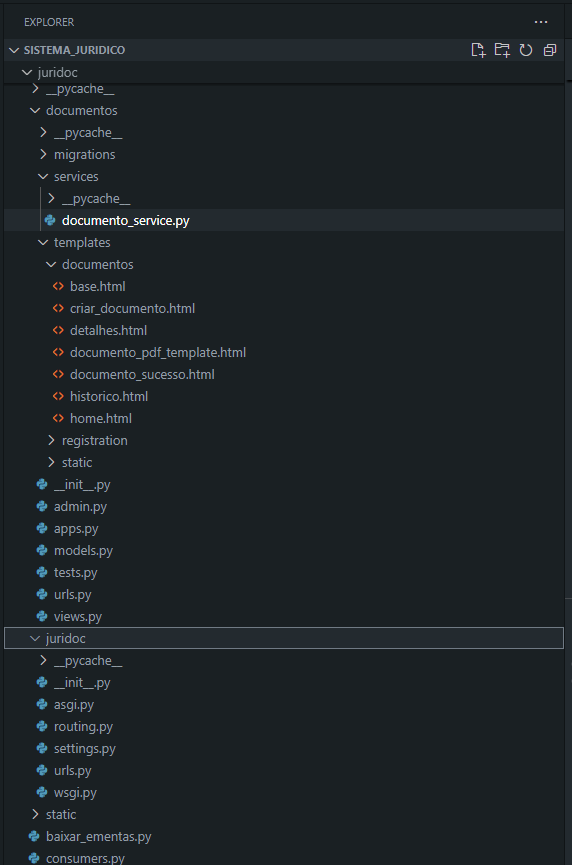 EXPLORER
SISTEMA_JURIDICO
juridoc
__pycache__
documentos
__pycache__
migrations
services
__pycache__
documento_service.py
templates
documentos
base.html
criar_documento.html
detalhes.html
documento_pdf_template.html
documento_sucesso.html
historico.html
home.html
registration
static
__init__.py
admin.py
apps.py
models.py
tests.py
urls.py
views.py
juridoc
__pycache__
__init__.py
asgi.py
routing.py
settings.py
urls.py
wsgi.py
static
baixar_ementas.py
consumers.py